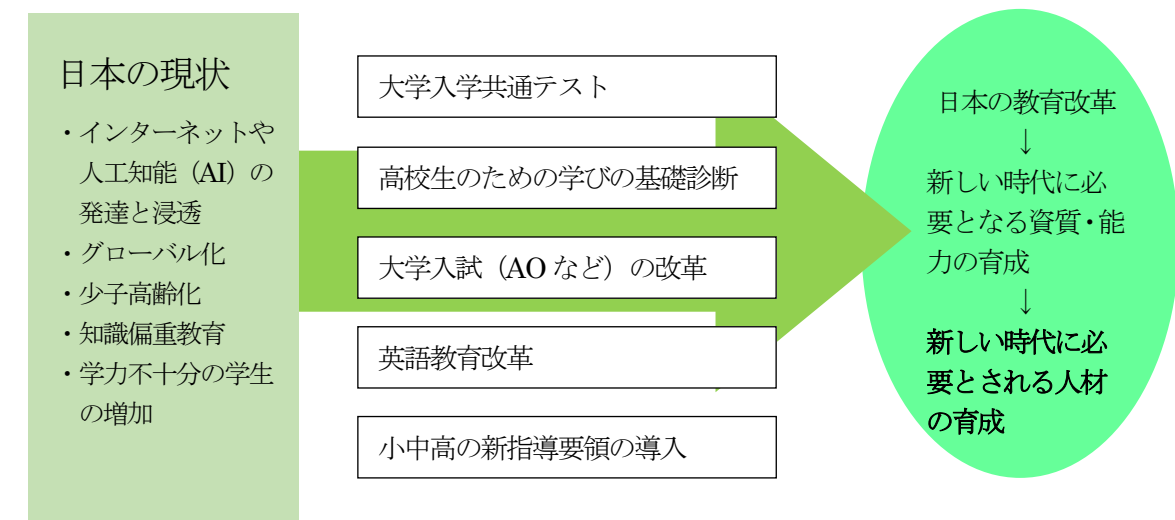 日本の現状
・インターネットや
人工知能（AI）の
発達と浸透
・グローバル化
・少子高齢化
・知識偏重教育
・学力不十分の学生
の増加
大学入学共通テスト
高校生のための学びの基礎診断
大学入試（AO など）の改革
英語教育改革
小中高の新指導要領の導入
日本の教育改革
↓
新しい時代に必
要となる資質・能
力の育成
↓
新しい時代に必
要とされる人材
の育成